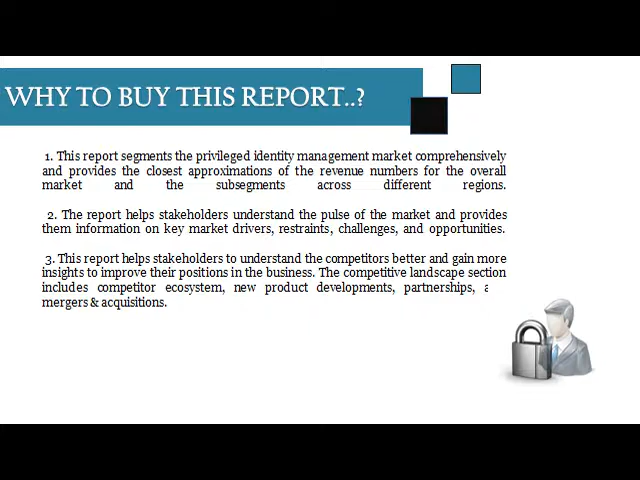 WHY TO BUY THIS REPORT..?
1. This report segments the privileged identity management market comprehensively
and provides the closest approximations of the revenue numbers for the overall
market and the subsegments across different regions.
2. The report helps stakeholders understand the pulse of the market and provides
them information on key market drivers, restraints, challenges, and opportunities.
3. This report helps stakeholders to understand the competitors better and gain more
insights to improve their positions in the business. The competitive landscape section
includes competitor ecosystem, new product developments, partnerships,
mergers & acquisitions.